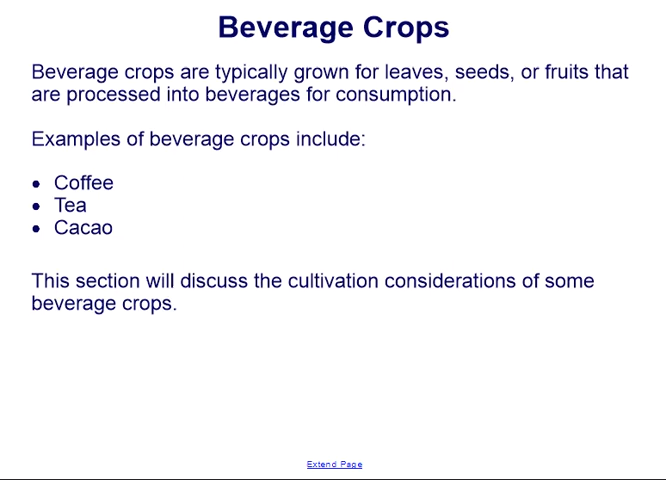 Beverage Crops
Beverage crops are typically grown for leaves, seeds, or fruits that
are processed into beverages for consumption.
Examples of beverage crops include:
• Coffee
• Tea
• Cacao
This section will discuss the cultivation considerations of some
beverage crops.
Extend Page